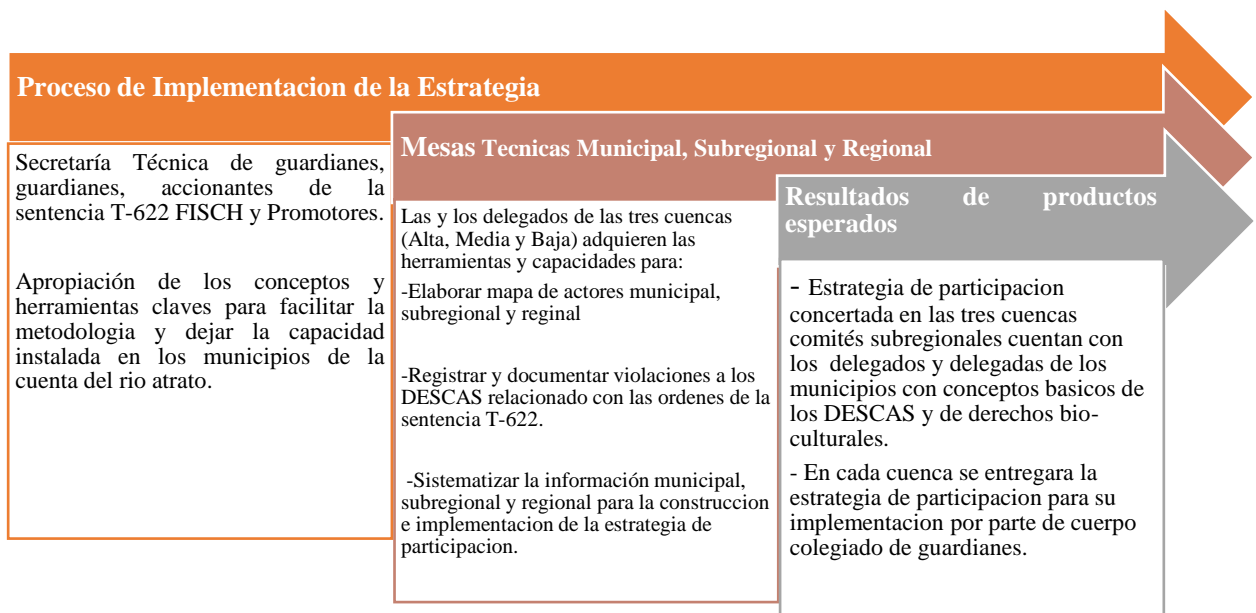 Proceso de Implementacion de la Estrategia
Secretaría Técnica de guardianes,
guardianes, accionantes de la
sentencia T-622 FISCH y Promotores.
Apropiación de los conceptos y
herramientas claves para facilitar la
metodologia y dejar la capacidad
instalada en los municipios de la
cuenta del rio atrato.
Mesas Tecnicas Municipal, Subregional y Regional
Las y los delegados de las tres cuencas
(Alta, Media y Baja) adquieren las
herramientas y capacidades para:
-Elaborar mapa de actores municipal,
subregional y reginal
-Registrar y documentar violaciones a los
DESCAS relacionado con las ordenes de la
sentencia T-622.
-Sistematizar la información municipal,
subregional y regional para la construccion
e implementacion de la estrategia de
participacion.
Resultados de productos
esperados
- Estrategia de participacion
concertada en las tres cuencas
comités subregionales cuentan con
los delegados y delegadas de los
municipios con conceptos basicos de
los DESCAS y de derechos bio-
culturales.
- En cada cuenca se entregara la
estrategia de participacion para su
implementacion por parte de cuerpo
colegiado de guardianes.